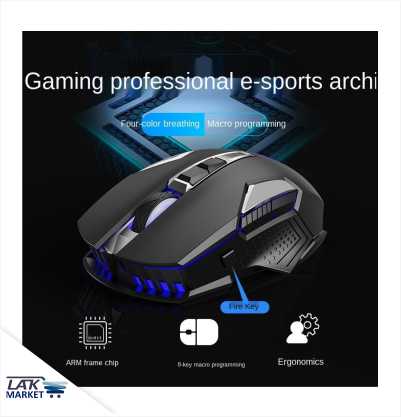 Gaming professional e-sports archi
Four-color breathing Macro programming
Fire Key
ARM frame chip
8-key macro programming
Ergonomics
LAK
MARKET